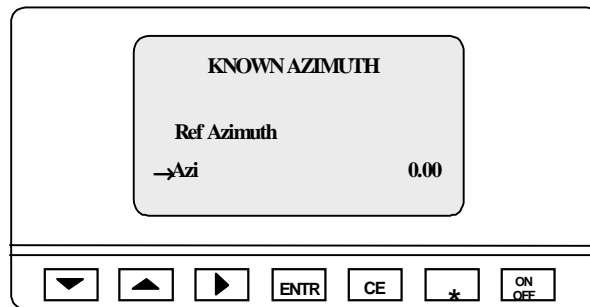 KNOWN AZIMUTH
Ref Azimuth
→Azi 0.00
ENTR CE * ON
OFF